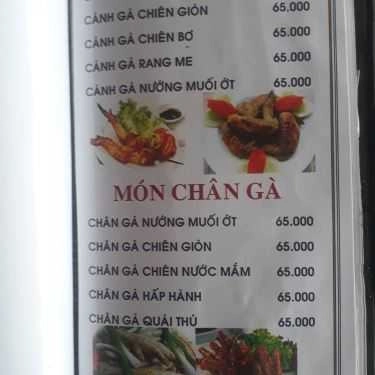 CÁNH GÀ CHIÊN GIÒN 65.000
CÁNH GÀ CHIÊN BƠ 65.000
CÁNH GÀ RANG ME 65.000
CÁNH GÀ NƯỚNG MUỐI ỚT 65.000
MÓN CHÂN GÀ
CHÂN GÀ NƯỚNG MUỐI ỚT 65.000
CHÂN GÀ CHIÊN GIÒN 65.000
CHÂN GÀ CHIÊN NƯỚC MẮM 65.000
CHÂN GÀ HẤP HÀNH 65.000
CHÂN GÀ QUÁI THÚ 65.000